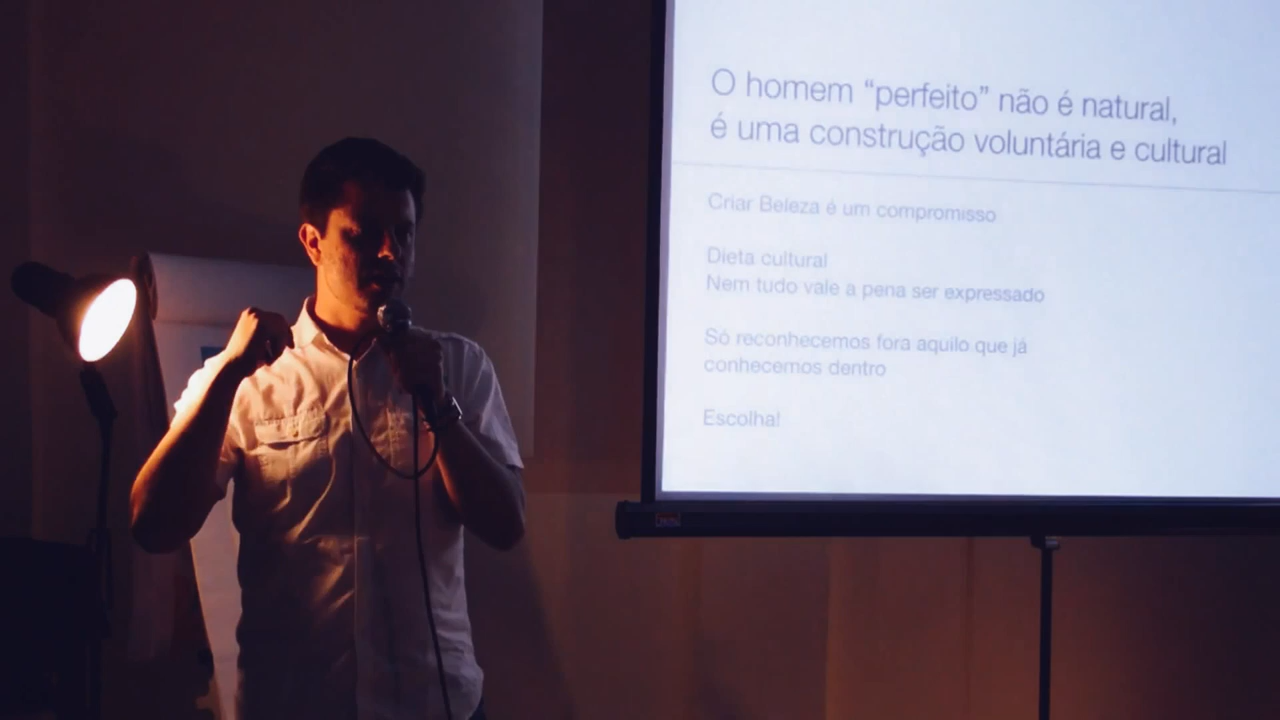 O homem “perfeito” não é natural,
é uma construção voluntária e cultural
Criar Beleza é um compromisso
Dieta cultural
Nem tudo vale a pena ser expressado
Só reconhecemos fora aquilo que já
conhecemos dentro
Escolha!